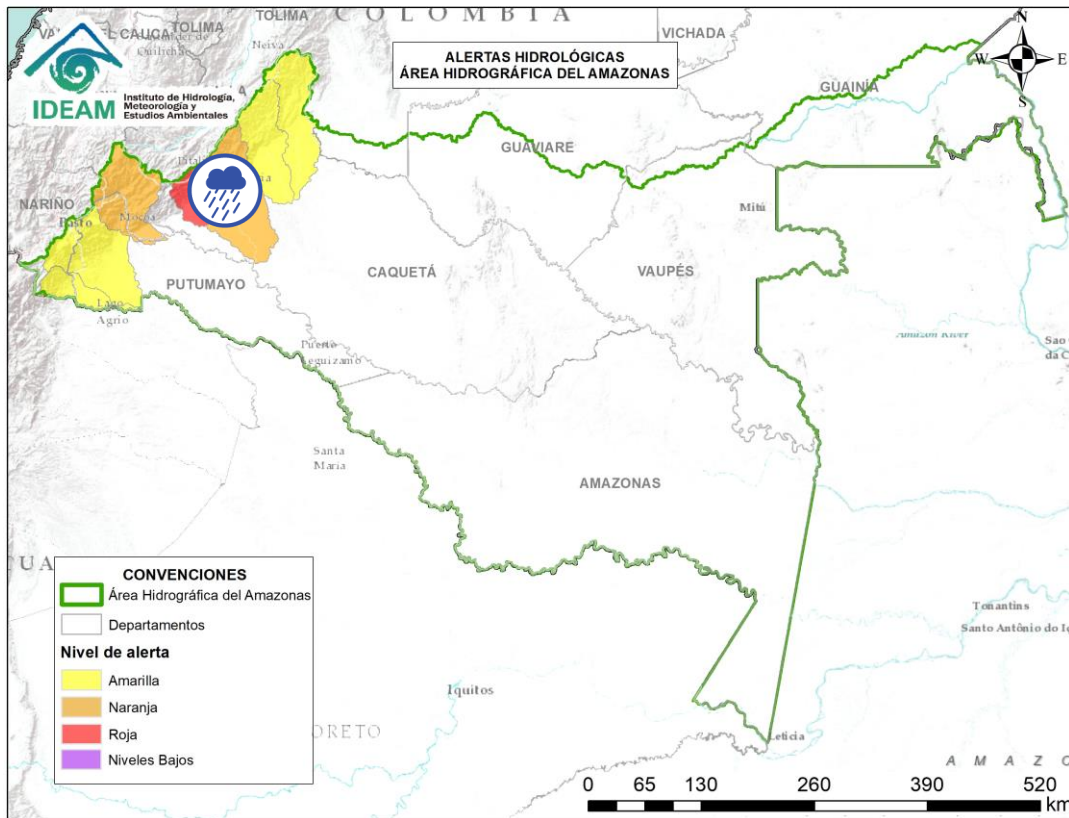 COLOMBIA
TOLIMA
VICHADA
CAUCA
TOLIMA
Neiva
N
W
E
S
IDEAM
Instituto de Hidrología,
Meteorología y
Estudios Ambientales
ALERTAS HIDROLÓGICAS
ÁREA HIDROGRÁFICA DEL AMAZONAS
GUAINÍA
GUAVIARE
NARIÑO
Pasto
Mocoa
Mitú
CAQUETÁ
VAUPÉS
PUTUMAYO
Lago
Agrio
Puerto
Amazon River
Santa
Maria
AMAZONAS
CONVENCIONES
Área Hidrográfica del Amazonas
Departamentos
Nivel de alerta
Amarilla
Naranja
Roja
Niveles Bajos
Tonantins
Santo Antônio do
Iquitos
ORETO
Leticia
0 65 130 260 390 520
km